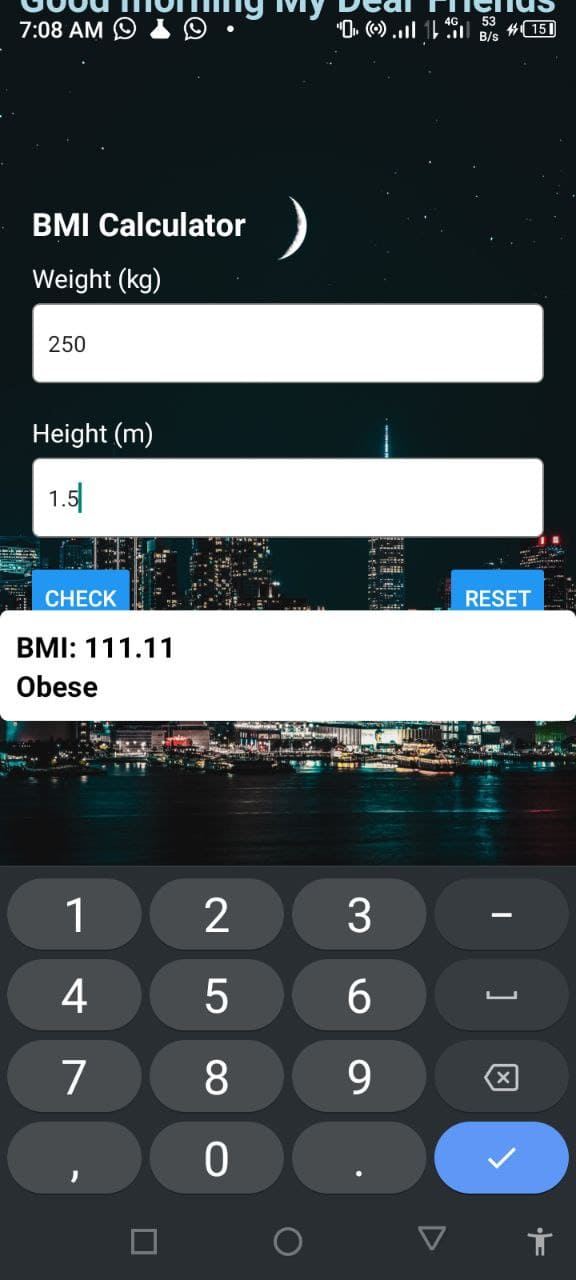 Good morning My Dear Friends
7:08 AM 4G 53 B/s 15
BMI Calculator
Weight (kg)
250
Height (m)
1.5
CHECK RESET
BMI: 111.11
Obese
1 2 3 –
4 5 6
7 8 9
, 0 .